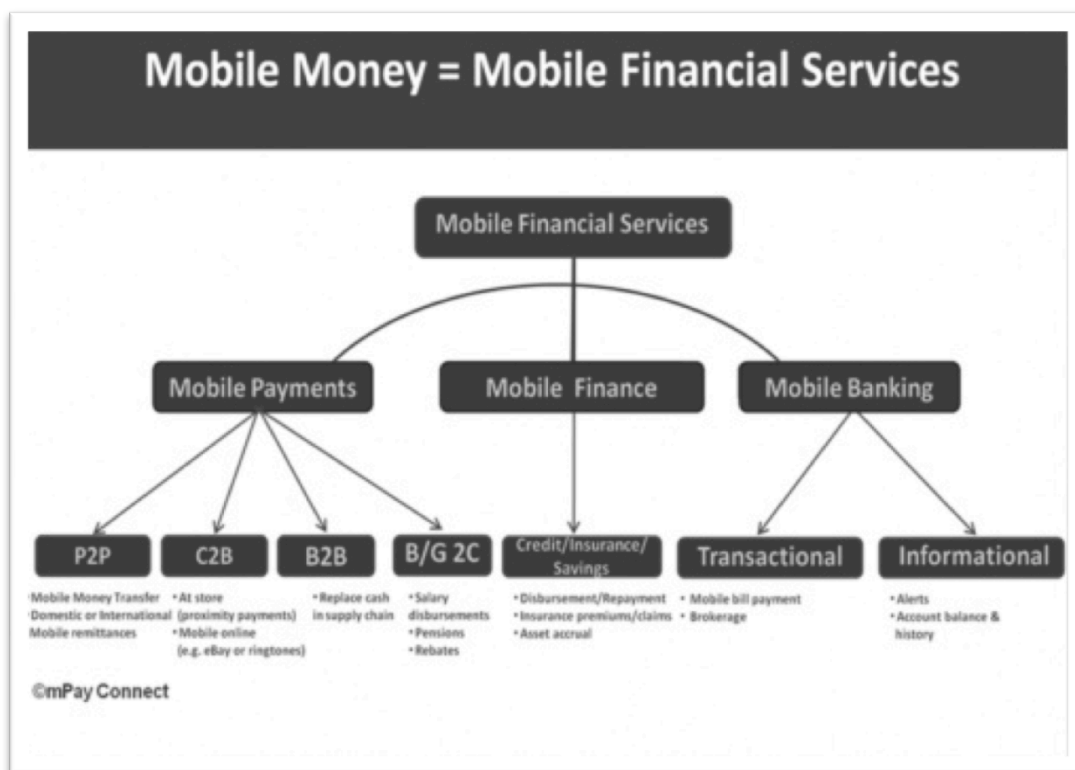 Mobile Money = Mobile Financial Services
Mobile Financial Services
Mobile Payments
Mobile Finance
Mobile Banking
P2P
C2B
B2B
B/G 2C
Credit/Insurance/
Savings
Transactional
Informational
•Mobile Money Transfer
•Domestic or International
Mobile remittances
• At store
(proximity payments)
• Mobile online
(e.g. eBay or ringtones)
• Replace cash
in supply chain
• Salary
disbursements
• Pensions
• Rebates
• Disbursement/Repayment
• Insurance premiums/claims
• Asset accrual
• Mobile bill payment
• Brokerage
• Alerts
• Account balance &
history
©mPay Connect